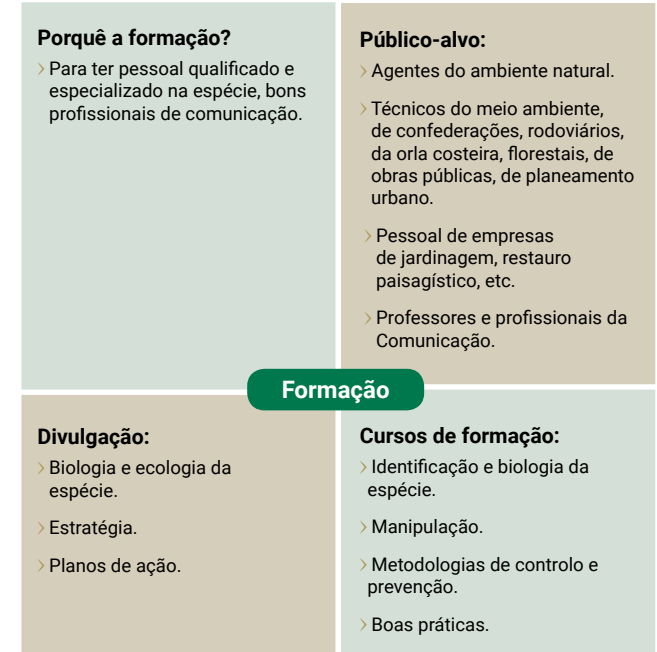 Porquê a formação?
› Para ter pessoal qualificado e
especializado na espécie, bons
profissionais de comunicação.
Público-alvo:
› Agentes do ambiente natural.
› Técnicos do meio ambiente,
de confederações, rodoviários,
da orla costeira, florestais, de
obras públicas, de planeamento
urbano.
› Pessoal de empresas
de jardinagem, restauro
paisagístico, etc.
› Professores e profissionais da
Comunicação.
Formação
Divulgação:
› Biologia e ecologia da
espécie.
› Estratégia.
› Planos de ação.
Cursos de formação:
› Identificação e biologia da
espécie.
› Manipulação.
› Metodologias de controlo e
prevenção.
› Boas práticas.